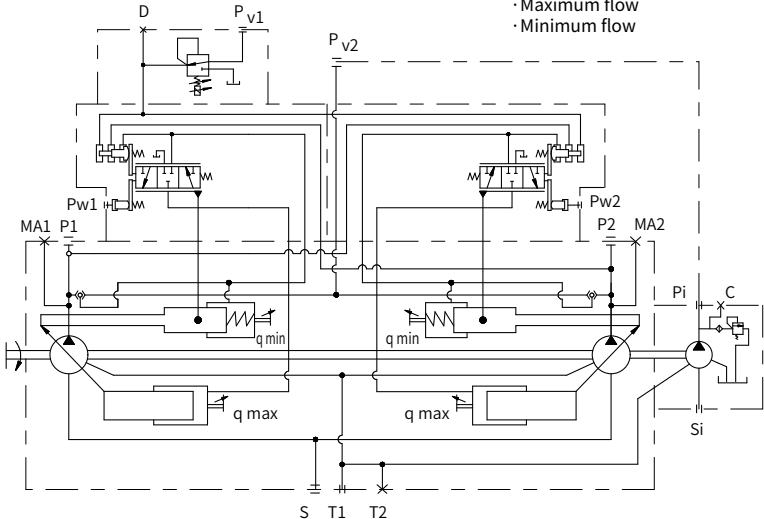 · Maximum flow
· Minimum flow
D
Pv1
Pv2
Pw1
Pw2
MA1
P1
P2
MA2
Pi
C
q min
q min
q max
q max
Si
S
T1
T2